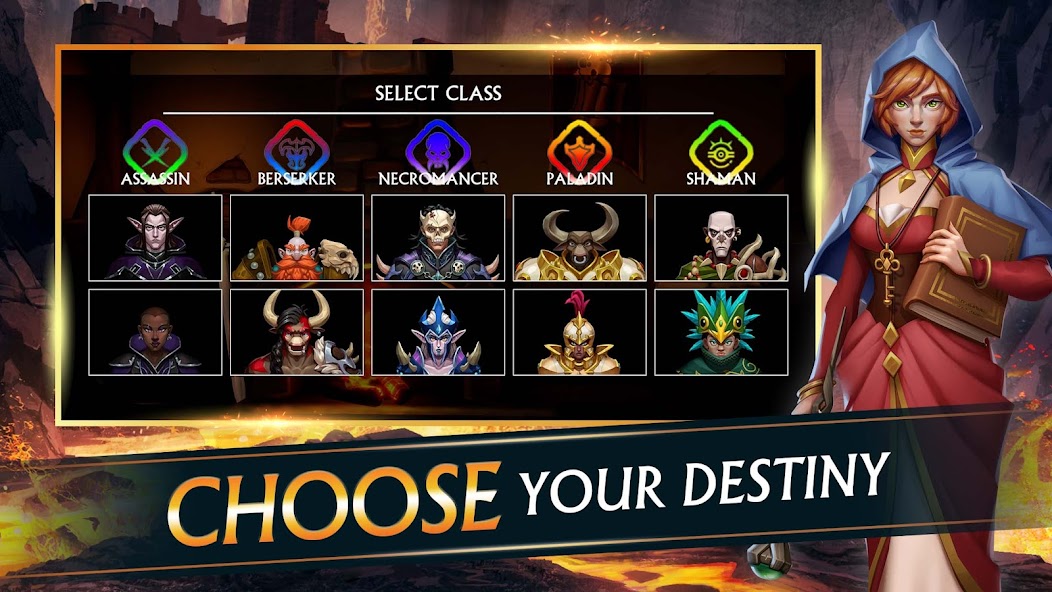 SELECT CLASS
ASSASSIN BERSERKER NECROMANCER PALADIN SHAMAN
CHOOSE YOUR DESTINY